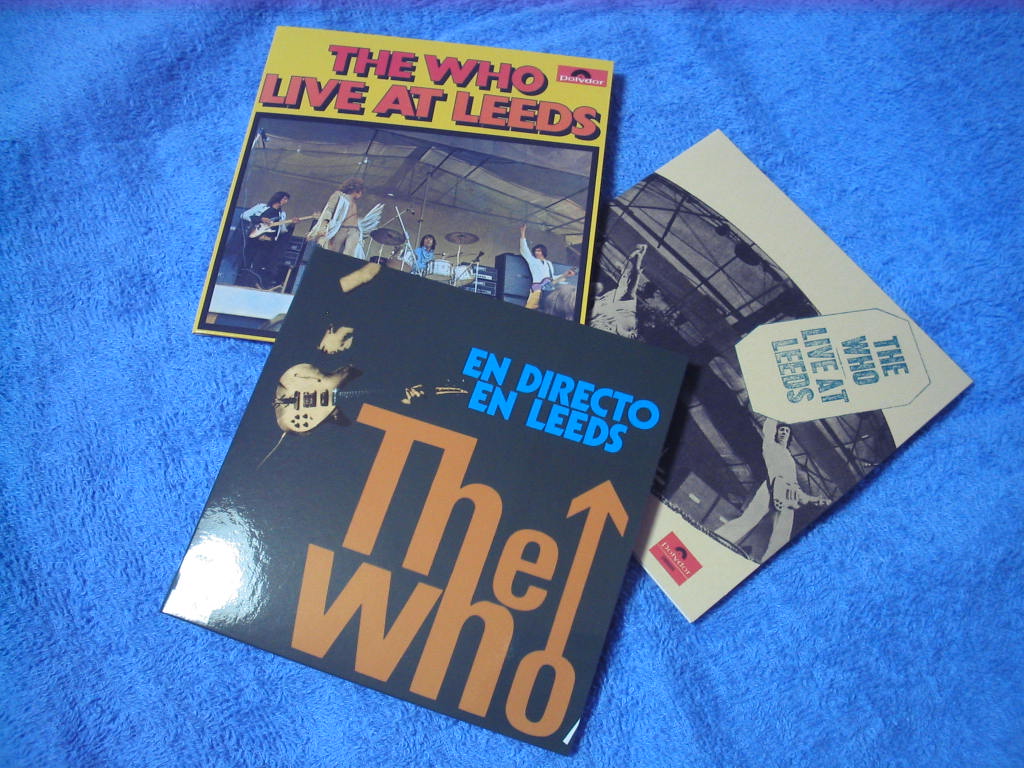 THE WHO
LIVE AT LEEDS
Polydor
EN DIRECTO
EN LEEDS
The
Who
THE
WHO
LIVE AT
LEEDS
Polydor